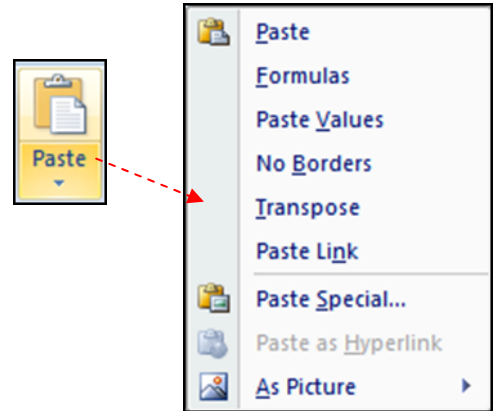 Paste
Paste
Formulas
Paste Values
No Borders
Transpose
Paste Link
Paste Special...
Paste as Hyperlink
As Picture